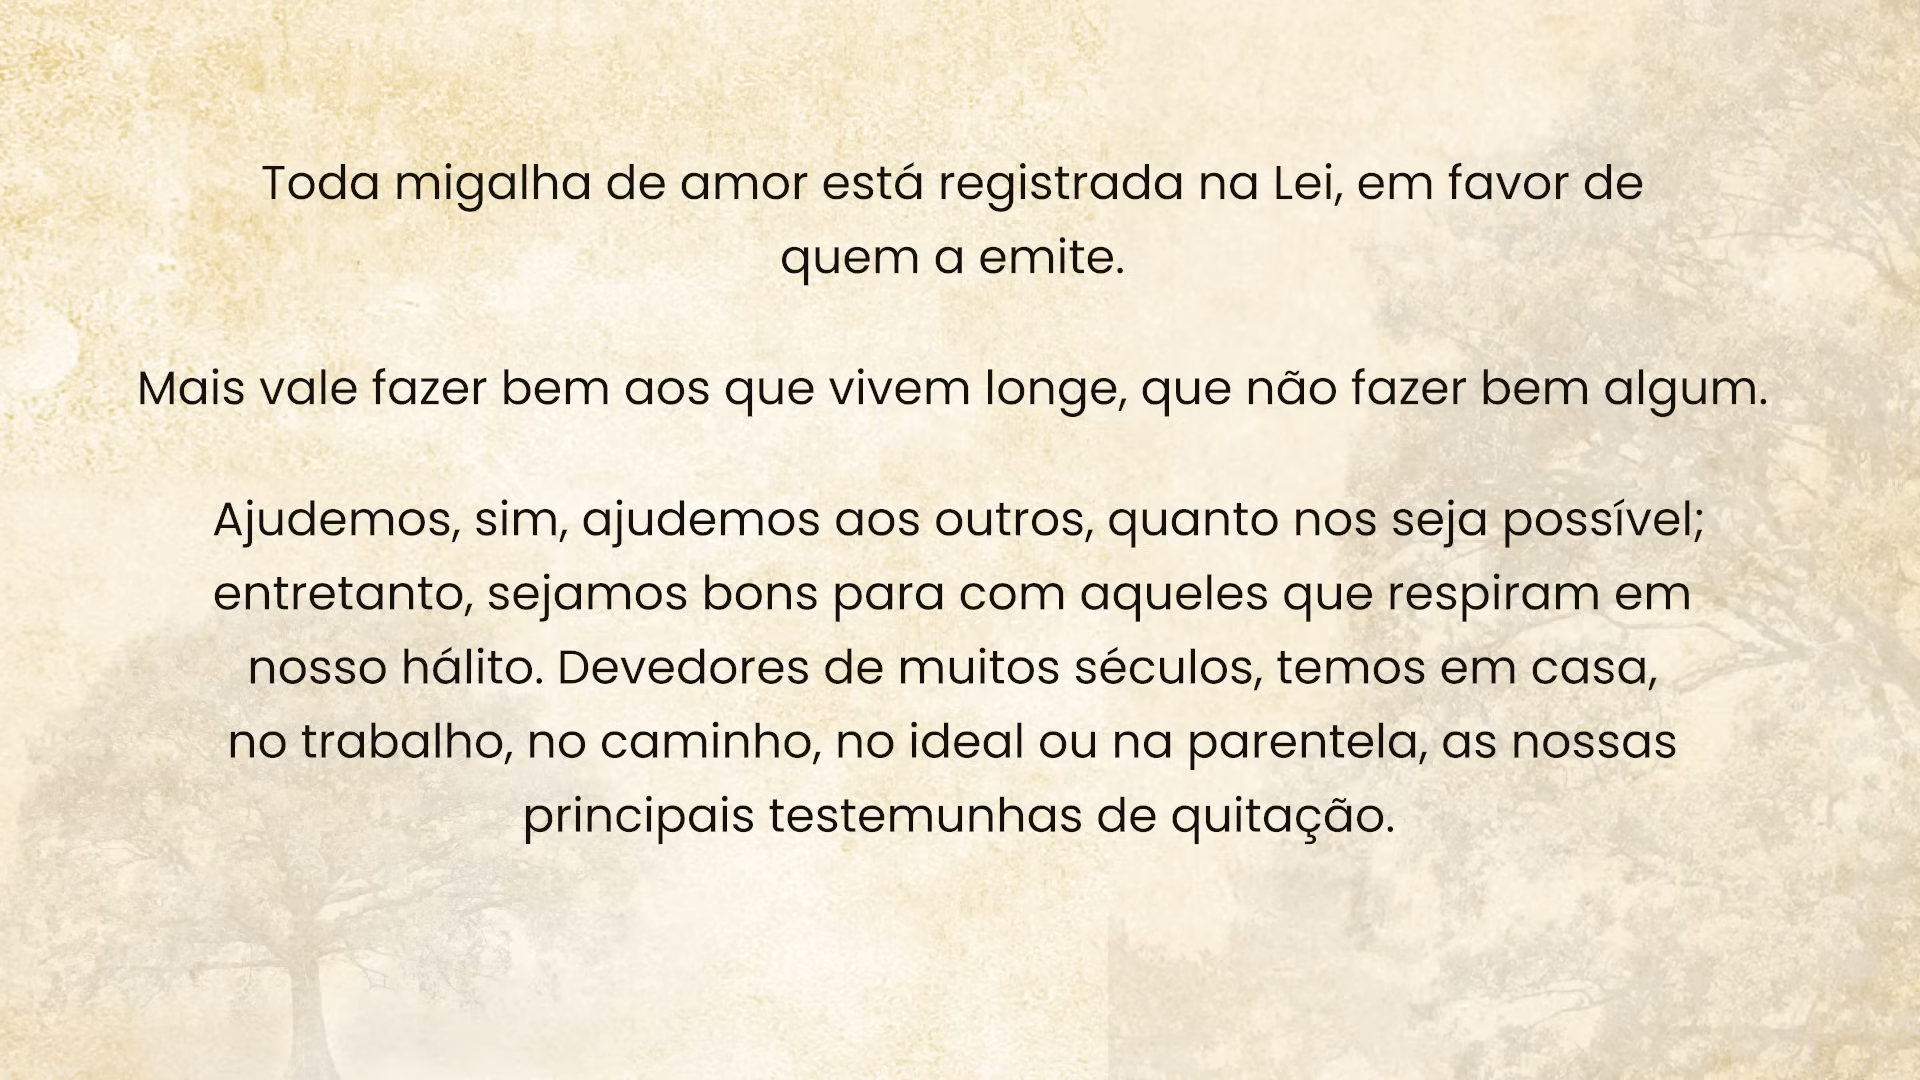 Toda migalha de amor está registrada na Lei, em favor de
quem a emite.
Mais vale fazer bem aos que vivem longe, que não fazer bem algum.
Ajudemos, sim, ajudemos aos outros, quanto nos seja possível;
entretanto, sejamos bons para com aqueles que respiram em
nosso hálito. Devedores de muitos séculos, temos em casa,
no trabalho, no caminho, no ideal ou na parentela, as nossas
principais testemunhas de quitação.